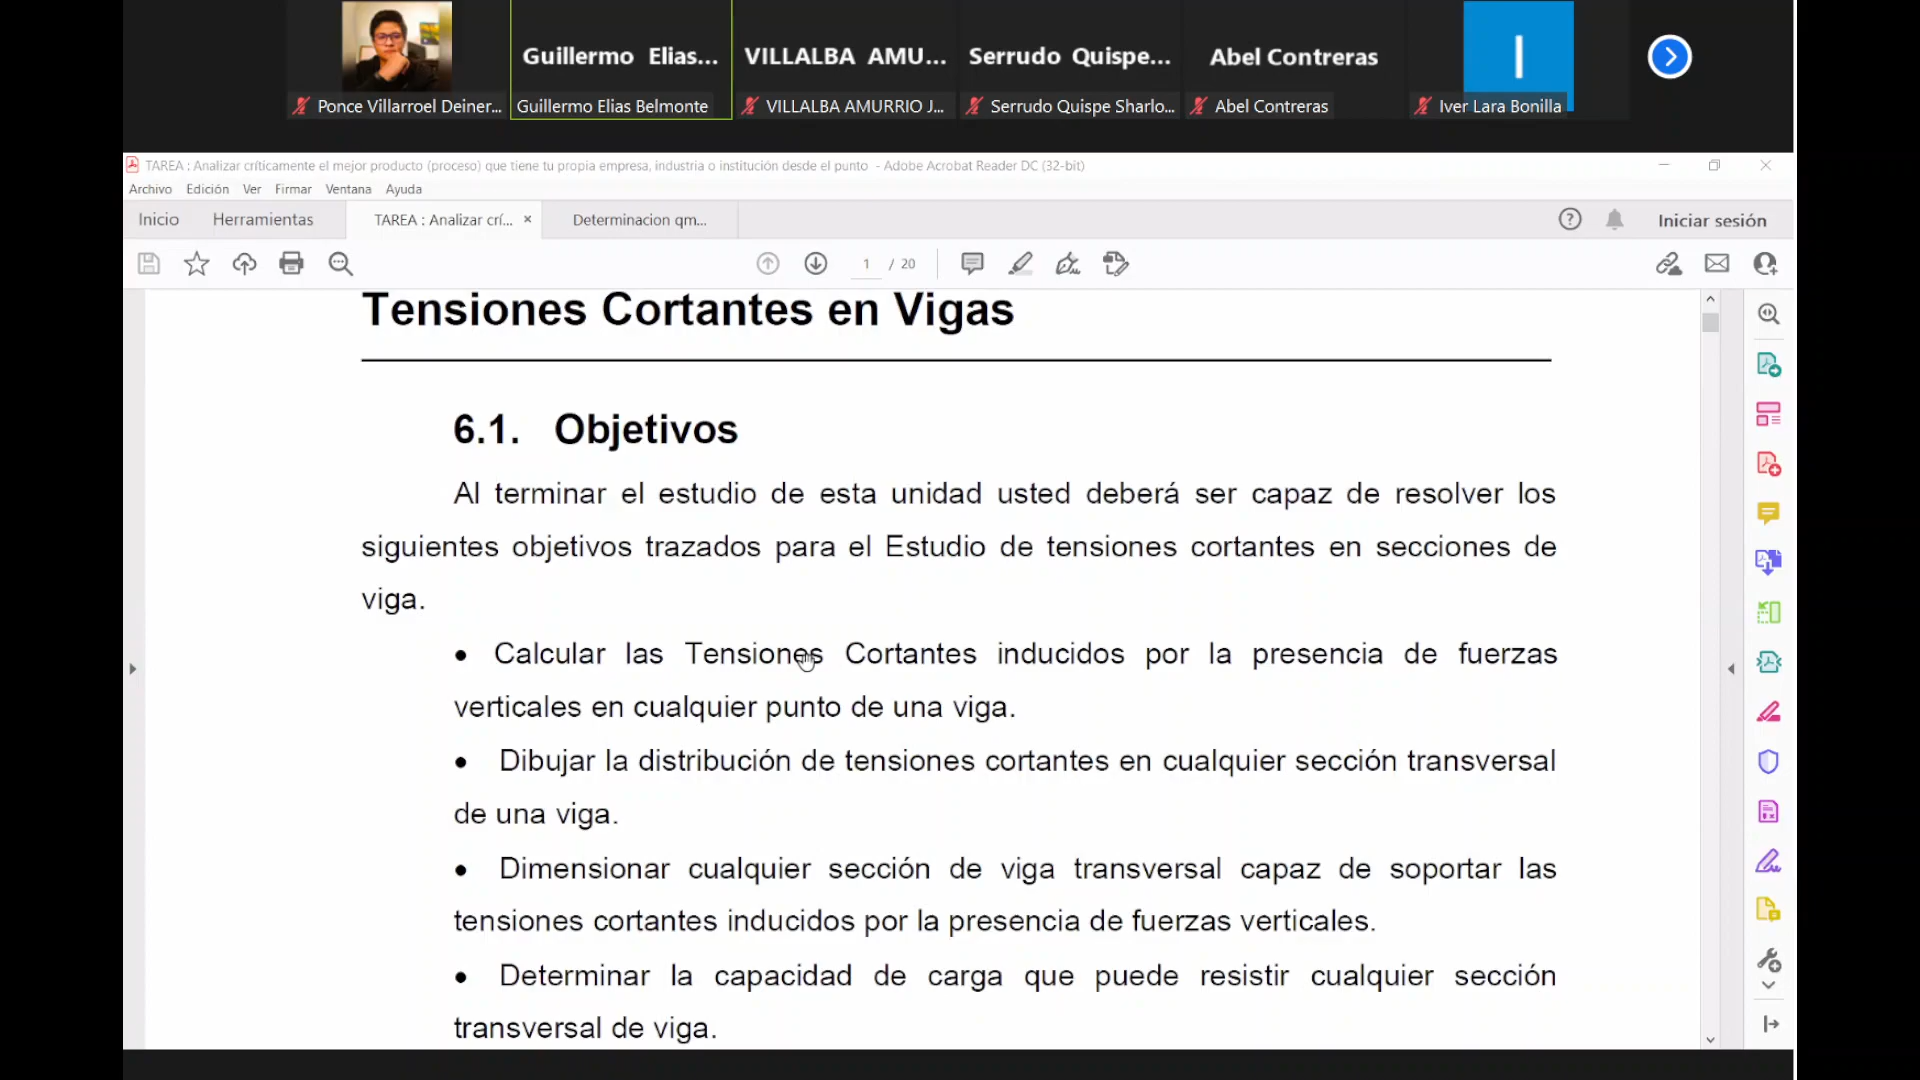 Guillermo Elias...
VILLALBA AMU...
Serrudo Quispe...
Abel Contreras
I
Ponce Villarroel Deiner...
Guillermo Elias Belmonte
VILLALBA AMURRIO J...
Serrudo Quispe Sharlo...
Abel Contreras
Iver Lara Bonilla
TAREA : Analizar críticamente el mejor producto (proceso) que tiene tu propia empresa, industria o institución desde el punto - Adobe Acrobat Reader DC (32-bit)
Archivo Edición Ver Firmar Ventana Ayuda
Inicio Herramientas TAREA : Analizar crí... × Determinacion qm... Iniciar sesión
1 / 20
Tensiones Cortantes en Vigas
6.1. Objetivos
Al terminar el estudio de esta unidad usted deberá ser capaz de resolver los
siguientes objetivos trazados para el Estudio de tensiones cortantes en secciones de
viga.
• Calcular las Tensiones Cortantes inducidos por la presencia de fuerzas
verticales en cualquier punto de una viga.
• Dibujar la distribución de tensiones cortantes en cualquier sección transversal
de una viga.
• Dimensionar cualquier sección de viga transversal capaz de soportar las
tensiones cortantes inducidos por la presencia de fuerzas verticales.
• Determinar la capacidad de carga que puede resistir cualquier sección
transversal de viga.